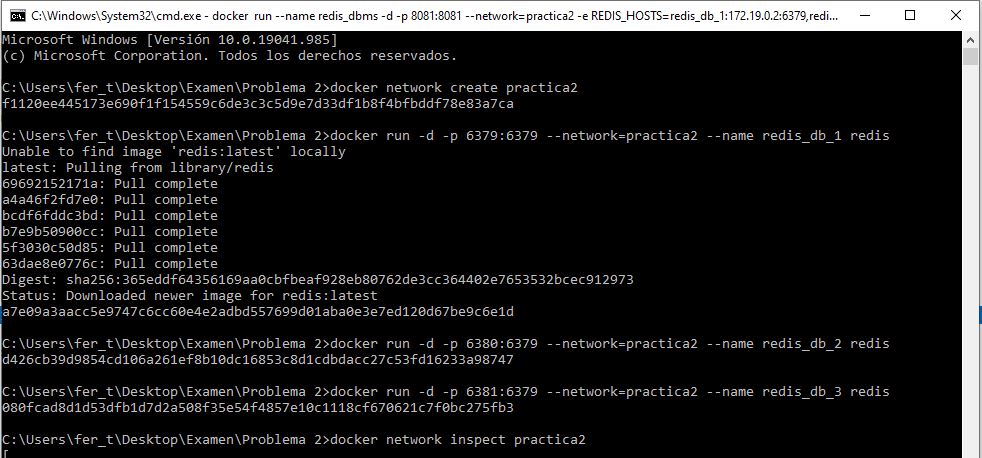 C:\Windows\System32\cmd.exe - docker run --name redis_dbms -d -p 8081:8081 --network=practica2 -e REDIS_HOSTS=redis_db_1:172.19.0.2:6379,redi...
Microsoft Windows [Versión 10.0.19041.985]
(c) Microsoft Corporation. Todos los derechos reservados.
C:\Users\fer_t\Desktop\Examen\Problema 2>docker network create practica2
f1120ee445173e690f1f154559c6de3c3c5d9e7d33df1b8f4bfbddf78e83a7ca
C:\Users\fer_t\Desktop\Examen\Problema 2>docker run -d -p 6379:6379 --network=practica2 --name redis_db_1 redis
Unable to find image 'redis:latest' locally
latest: Pulling from library/redis
69692152171a: Pull complete
a4a46f2fd7e0: Pull complete
bcdf6fddc3bd: Pull complete
b7e9b50900cc: Pull complete
5f3030c50d85: Pull complete
63dae8e0776c: Pull complete
Digest: sha256:365eddf64356169aa0cbfbeaf928eb80762de3cc364402e7653532bcec912973
Status: Downloaded newer image for redis:latest
a7e09a3aacc5e9747c6cc60e4e2adbd557699d01aba0e3e7ed120d67be9c6e1d
C:\Users\fer_t\Desktop\Examen\Problema 2>docker run -d -p 6380:6379 --network=practica2 --name redis_db_2 redis
d426cb39d9854cd106a261ef8b10dc16853c8d1cdbdacc27c53fd16233a98747
C:\Users\fer_t\Desktop\Examen\Problema 2>docker run -d -p 6381:6379 --network=practica2 --name redis_db_3 redis
080fcad8d1d53dfb1d7d2a508f35e54f4857e10c1118cf670621c7f0bc275fb3
C:\Users\fer_t\Desktop\Examen\Problema 2>docker network inspect practica2
[